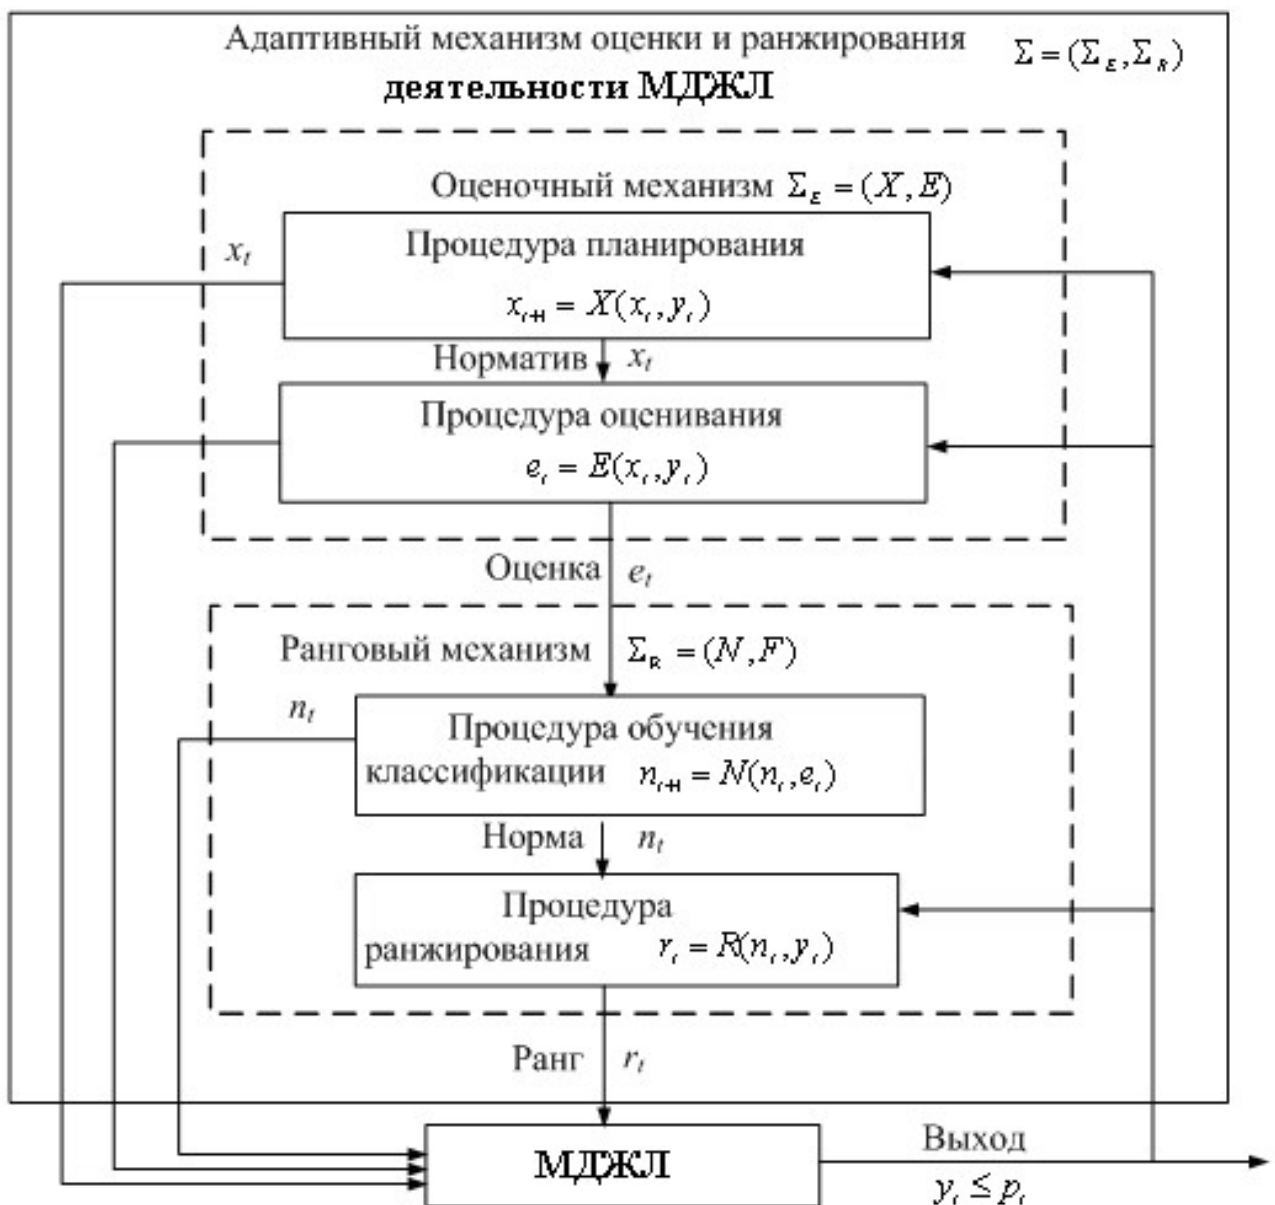 Адаптивный механизм оценки и ранжирования Σ = (Σ_E, Σ_R)
деятельности МДЖЛ
Оценочный механизм Σ_E = (X, E)
x_t
Процедура планирования
x_{t+1} = X(x_t, y_t)
Норматив x_t
Процедура оценивания
e_t = E(x_t, y_t)
Оценка e_t
Ранговый механизм Σ_R = (N, F)
n_t
Процедура обучения
классификации n_{t+1} = N(n_t, e_t)
Норма n_t
Процедура
ранжирования r_t = R(n_t, y_t)
Ранг r_t
МДЖЛ
Выход
y_t ≤ p_t